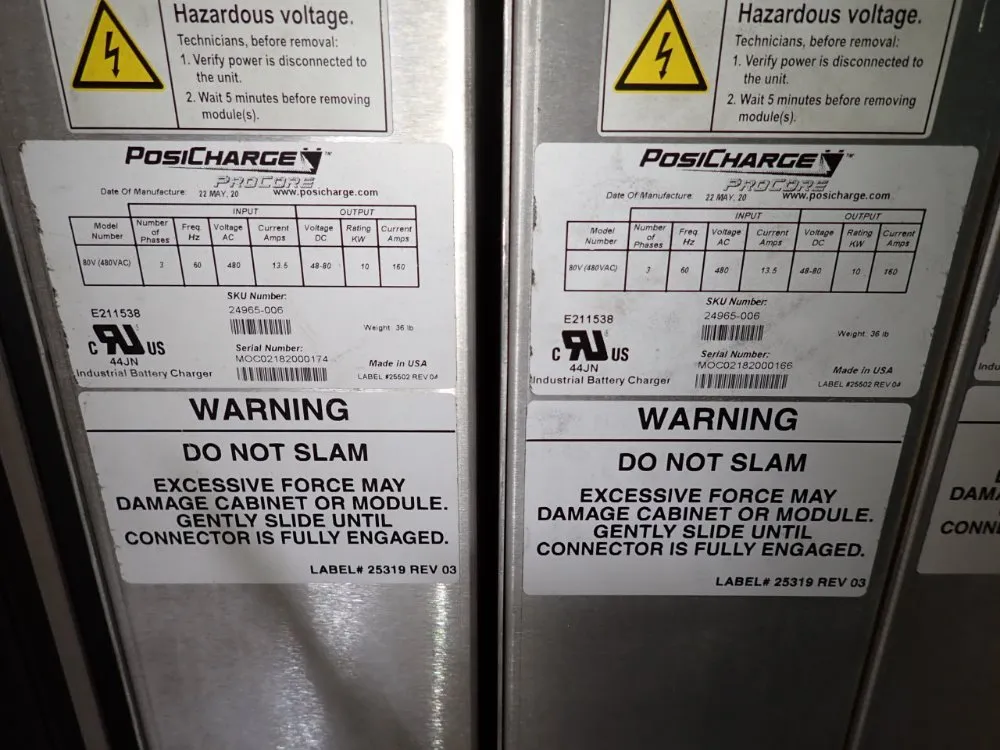 Hazardous voltage.
Technicians, before removal:
1. Verify power is disconnected to
the unit.
2. Wait 5 minutes before removing
module(s).
POSICHARGE™
PROCORE
Date Of Manufacture: 22 MAY, 20 www.posicharge.com
INPUT OUTPUT
Model Number Number of Phases Freq Hz Voltage AC Current Amps Voltage DC Rating KW Current Amps
80V (480VAC) 3 60 480 13.5 48-80 10 160
SKU Number:
24965-006
E211538
Weight: 36 lb
c RU US
44JN
Serial Number:
MOC02182000174
Made in USA
Industrial Battery Charger
LABEL #25502 REV 04
WARNING
DO NOT SLAM
EXCESSIVE FORCE MAY
DAMAGE CABINET OR MODULE.
GENTLY SLIDE UNTIL
CONNECTOR IS FULLY ENGAGED.
LABEL# 25319 REV 03
Hazardous voltage.
Technicians, before removal:
1. Verify power is disconnected to
the unit.
2. Wait 5 minutes before removing
module(s).
POSICHARGE™
PROCORE
Date Of Manufacture: 22 MAY, 20 www.posicharge.com
INPUT OUTPUT
Model Number Number of Phases Freq Hz Voltage AC Current Amps Voltage DC Rating KW Current Amps
80V (480VAC) 3 60 480 13.5 48-80 10 160
SKU Number:
24965-006
E211538
Weight: 36 lb
c RU US
44JN
Serial Number:
MOC02182000166
Made in USA
Industrial Battery Charger
LABEL #25502 REV 04
WARNING
DO NOT SLAM
EXCESSIVE FORCE MAY
DAMAGE CABINET OR MODULE.
GENTLY SLIDE UNTIL
CONNECTOR IS FULLY ENGAGED.
LABEL# 25319 REV 03
Indu
DAMA
CONNE